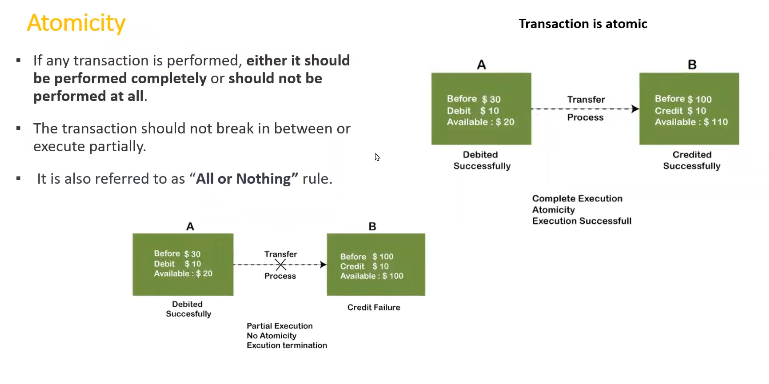 Atomicity
▪ If any transaction is performed, either it should
be performed completely or should not be
performed at all.
▪ The transaction should not break in between or
execute partially.
▪ It is also referred to as “All or Nothing” rule.
Transaction is atomic
A
B
Before $ 30
Debit $ 10
Available : $ 20
Transfer
Process
Before $ 100
Credit $ 10
Available : $ 110
Debited
Successfully
Credited
Successfully
Complete Execution
Atomicity
Execution Successfull
A
B
Before $ 30
Debit $ 10
Available : $ 20
Transfer
Process
Before $ 100
Credit $ 10
Available : $ 100
Debited
Succesfully
Credit Failure
Partial Execution
No Atomicity
Excution termination